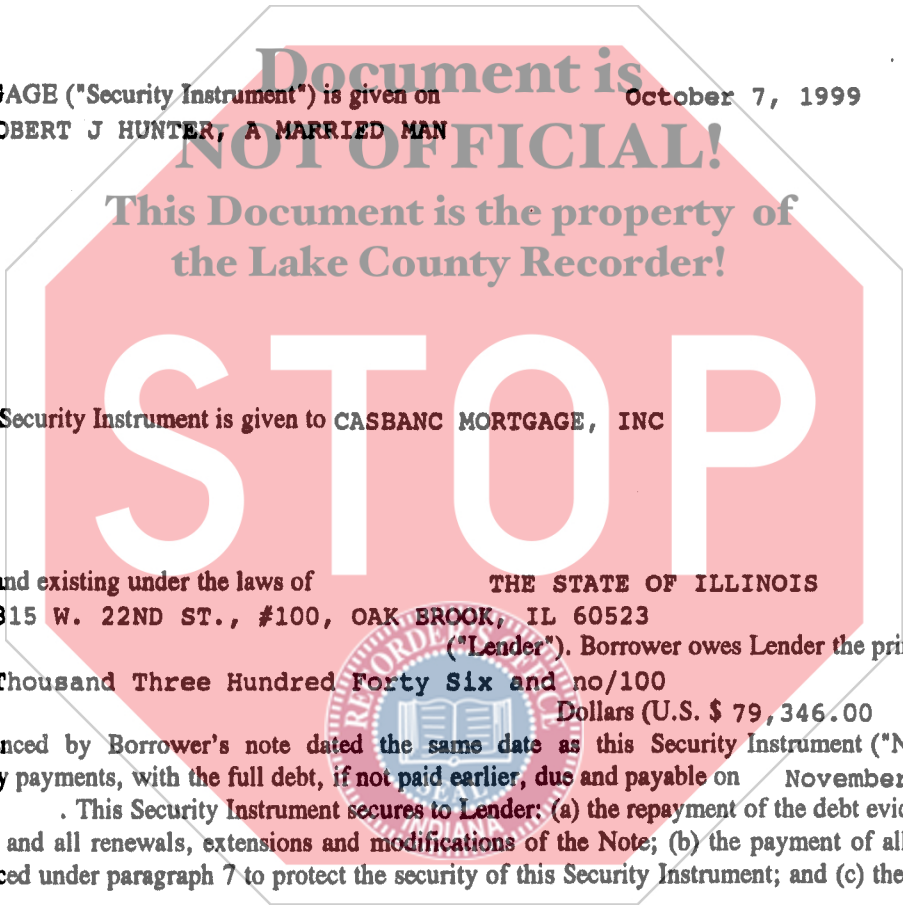 Document is
GAGE ("Security Instrument") is given on October 7, 1999
OBERT J HUNTER, A MARRIED MAN
NOT OFFICIAL!
This Document is the property of
the Lake County Recorder!
STOP
Security Instrument is given to CASBANC MORTGAGE, INC
and existing under the laws of THE STATE OF ILLINOIS
315 W. 22ND ST., #100, OAK BROOK, IL 60523
("Lender"). Borrower owes Lender the pri
Thousand Three Hundred Forty Six and no/100
Dollars (U.S. $ 79,346.00
nced by Borrower's note dated the same date as this Security Instrument ("N
y payments, with the full debt, if not paid earlier, due and payable on November
. This Security Instrument secures to Lender: (a) the repayment of the debt evid
and all renewals, extensions and modifications of the Note; (b) the payment of all
ced under paragraph 7 to protect the security of this Security Instrument; and (c) the
RECORDER'S OFFICE
SEAL
INDIANA